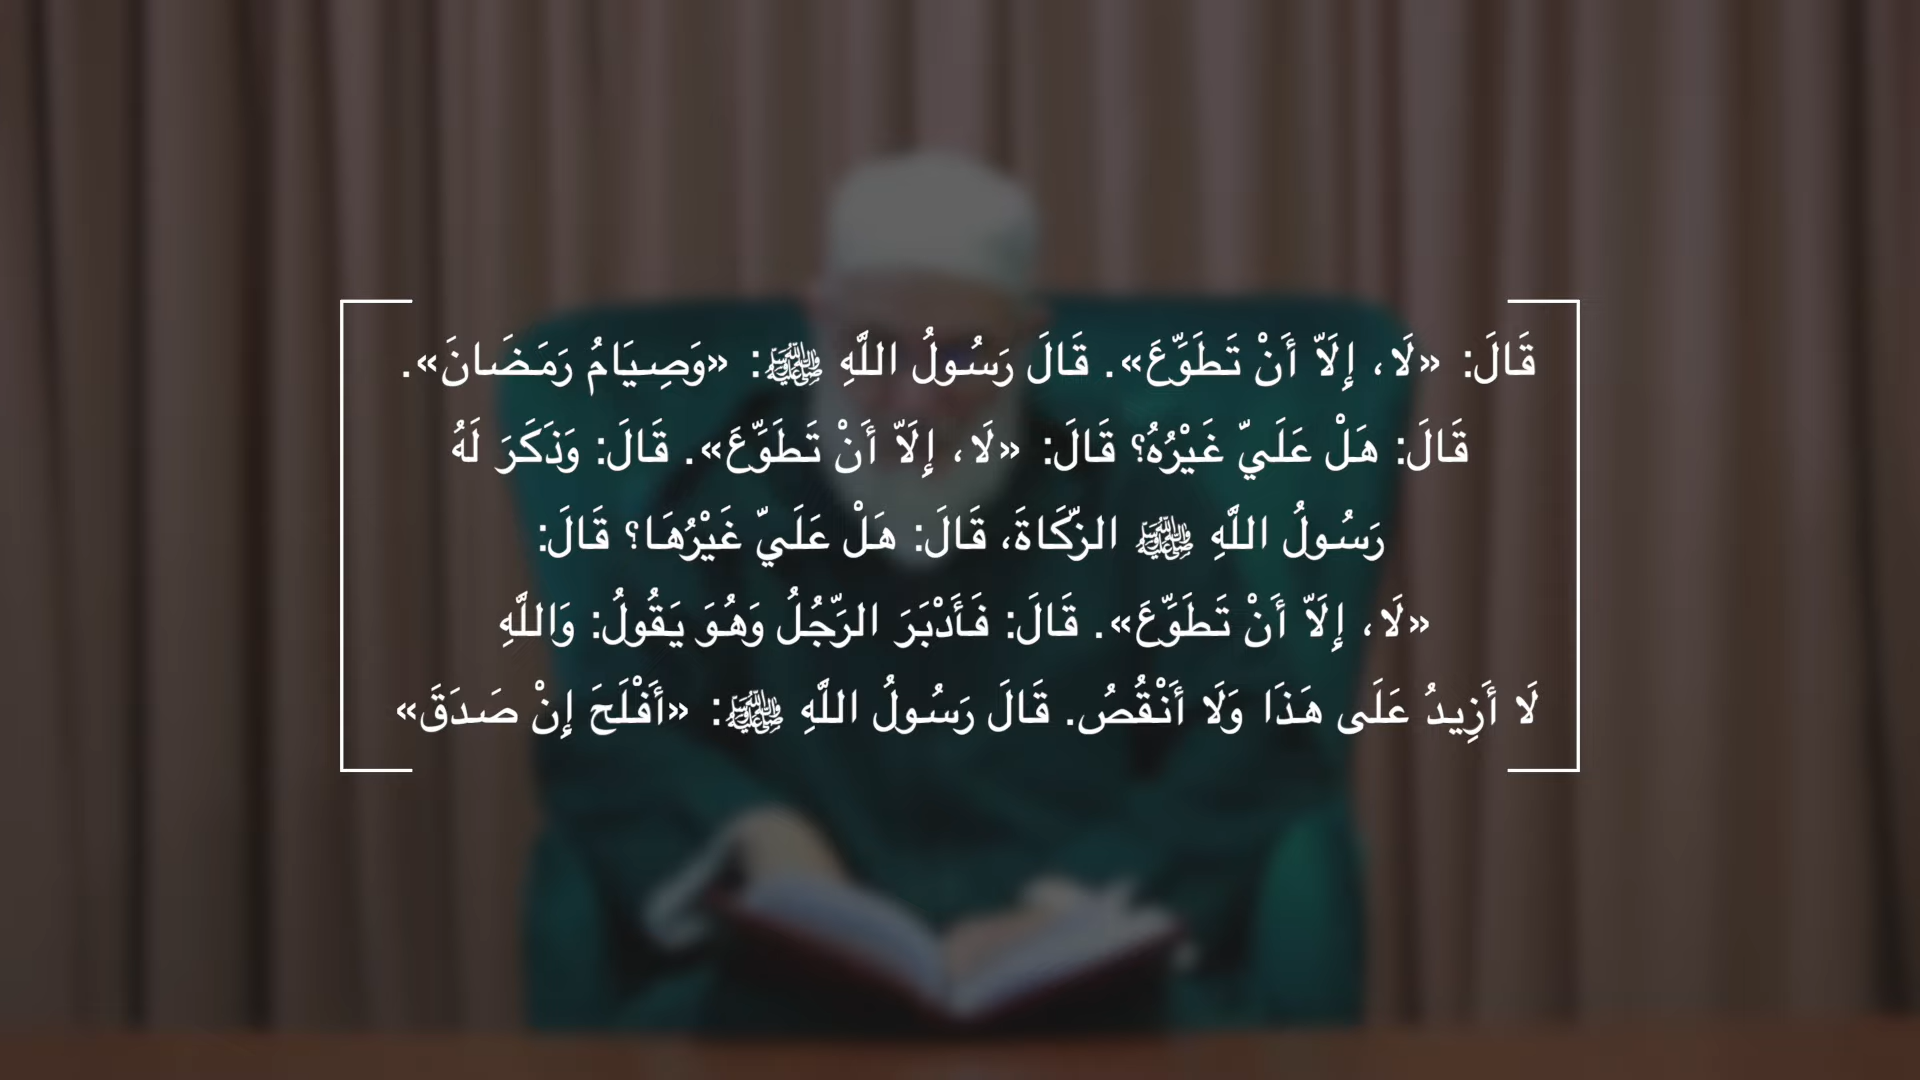 قَالَ: «لَا، إِلَّا أَنْ تَطَوَّعَ». قَالَ رَسُولُ اللَّهِ ﷺ: «وَصِيَامُ رَمَضَانَ».
قَالَ: هَلْ عَلَيَّ غَيْرُهُ؟ قَالَ: «لَا، إِلَّا أَنْ تَطَوَّعَ». قَالَ: وَذَكَرَ لَهُ
رَسُولُ اللَّهِ ﷺ الزَّكَاةَ، قَالَ: هَلْ عَلَيَّ غَيْرُهَا؟ قَالَ:
«لَا، إِلَّا أَنْ تَطَوَّعَ». قَالَ: فَأَدْبَرَ الرَّجُلُ وَهُوَ يَقُولُ: وَاللَّهِ
لَا أَزِيدُ عَلَى هَذَا وَلَا أَنْقُصُ. قَالَ رَسُولُ اللَّهِ ﷺ: «أَفْلَحَ إِنْ صَدَقَ»